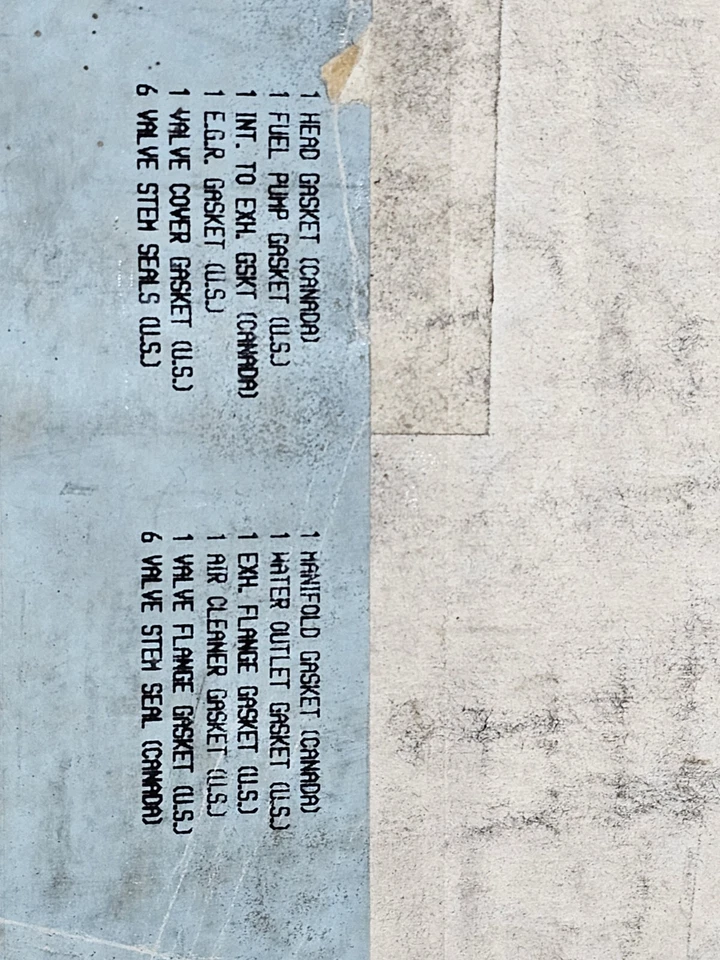 1 HEAD GASKET (CANADA)
1 FUEL PUMP GASKET (U.S.)
1 INT. TO EXH. GSKT (CANADA)
1 E.G.R. GASKET (U.S.)
1 VALVE COVER GASKET (U.S.)
6 VALVE STEM SEALS (U.S.)
1 MANIFOLD GASKET (CANADA)
1 WATER OUTLET GASKET (U.S.)
1 EXH. FLANGE GASKET (U.S.)
1 AIR CLEANER GASKET (U.S.)
1 VALVE FLANGE GASKET (U.S.)
6 VALVE STEM SEAL (CANADA)